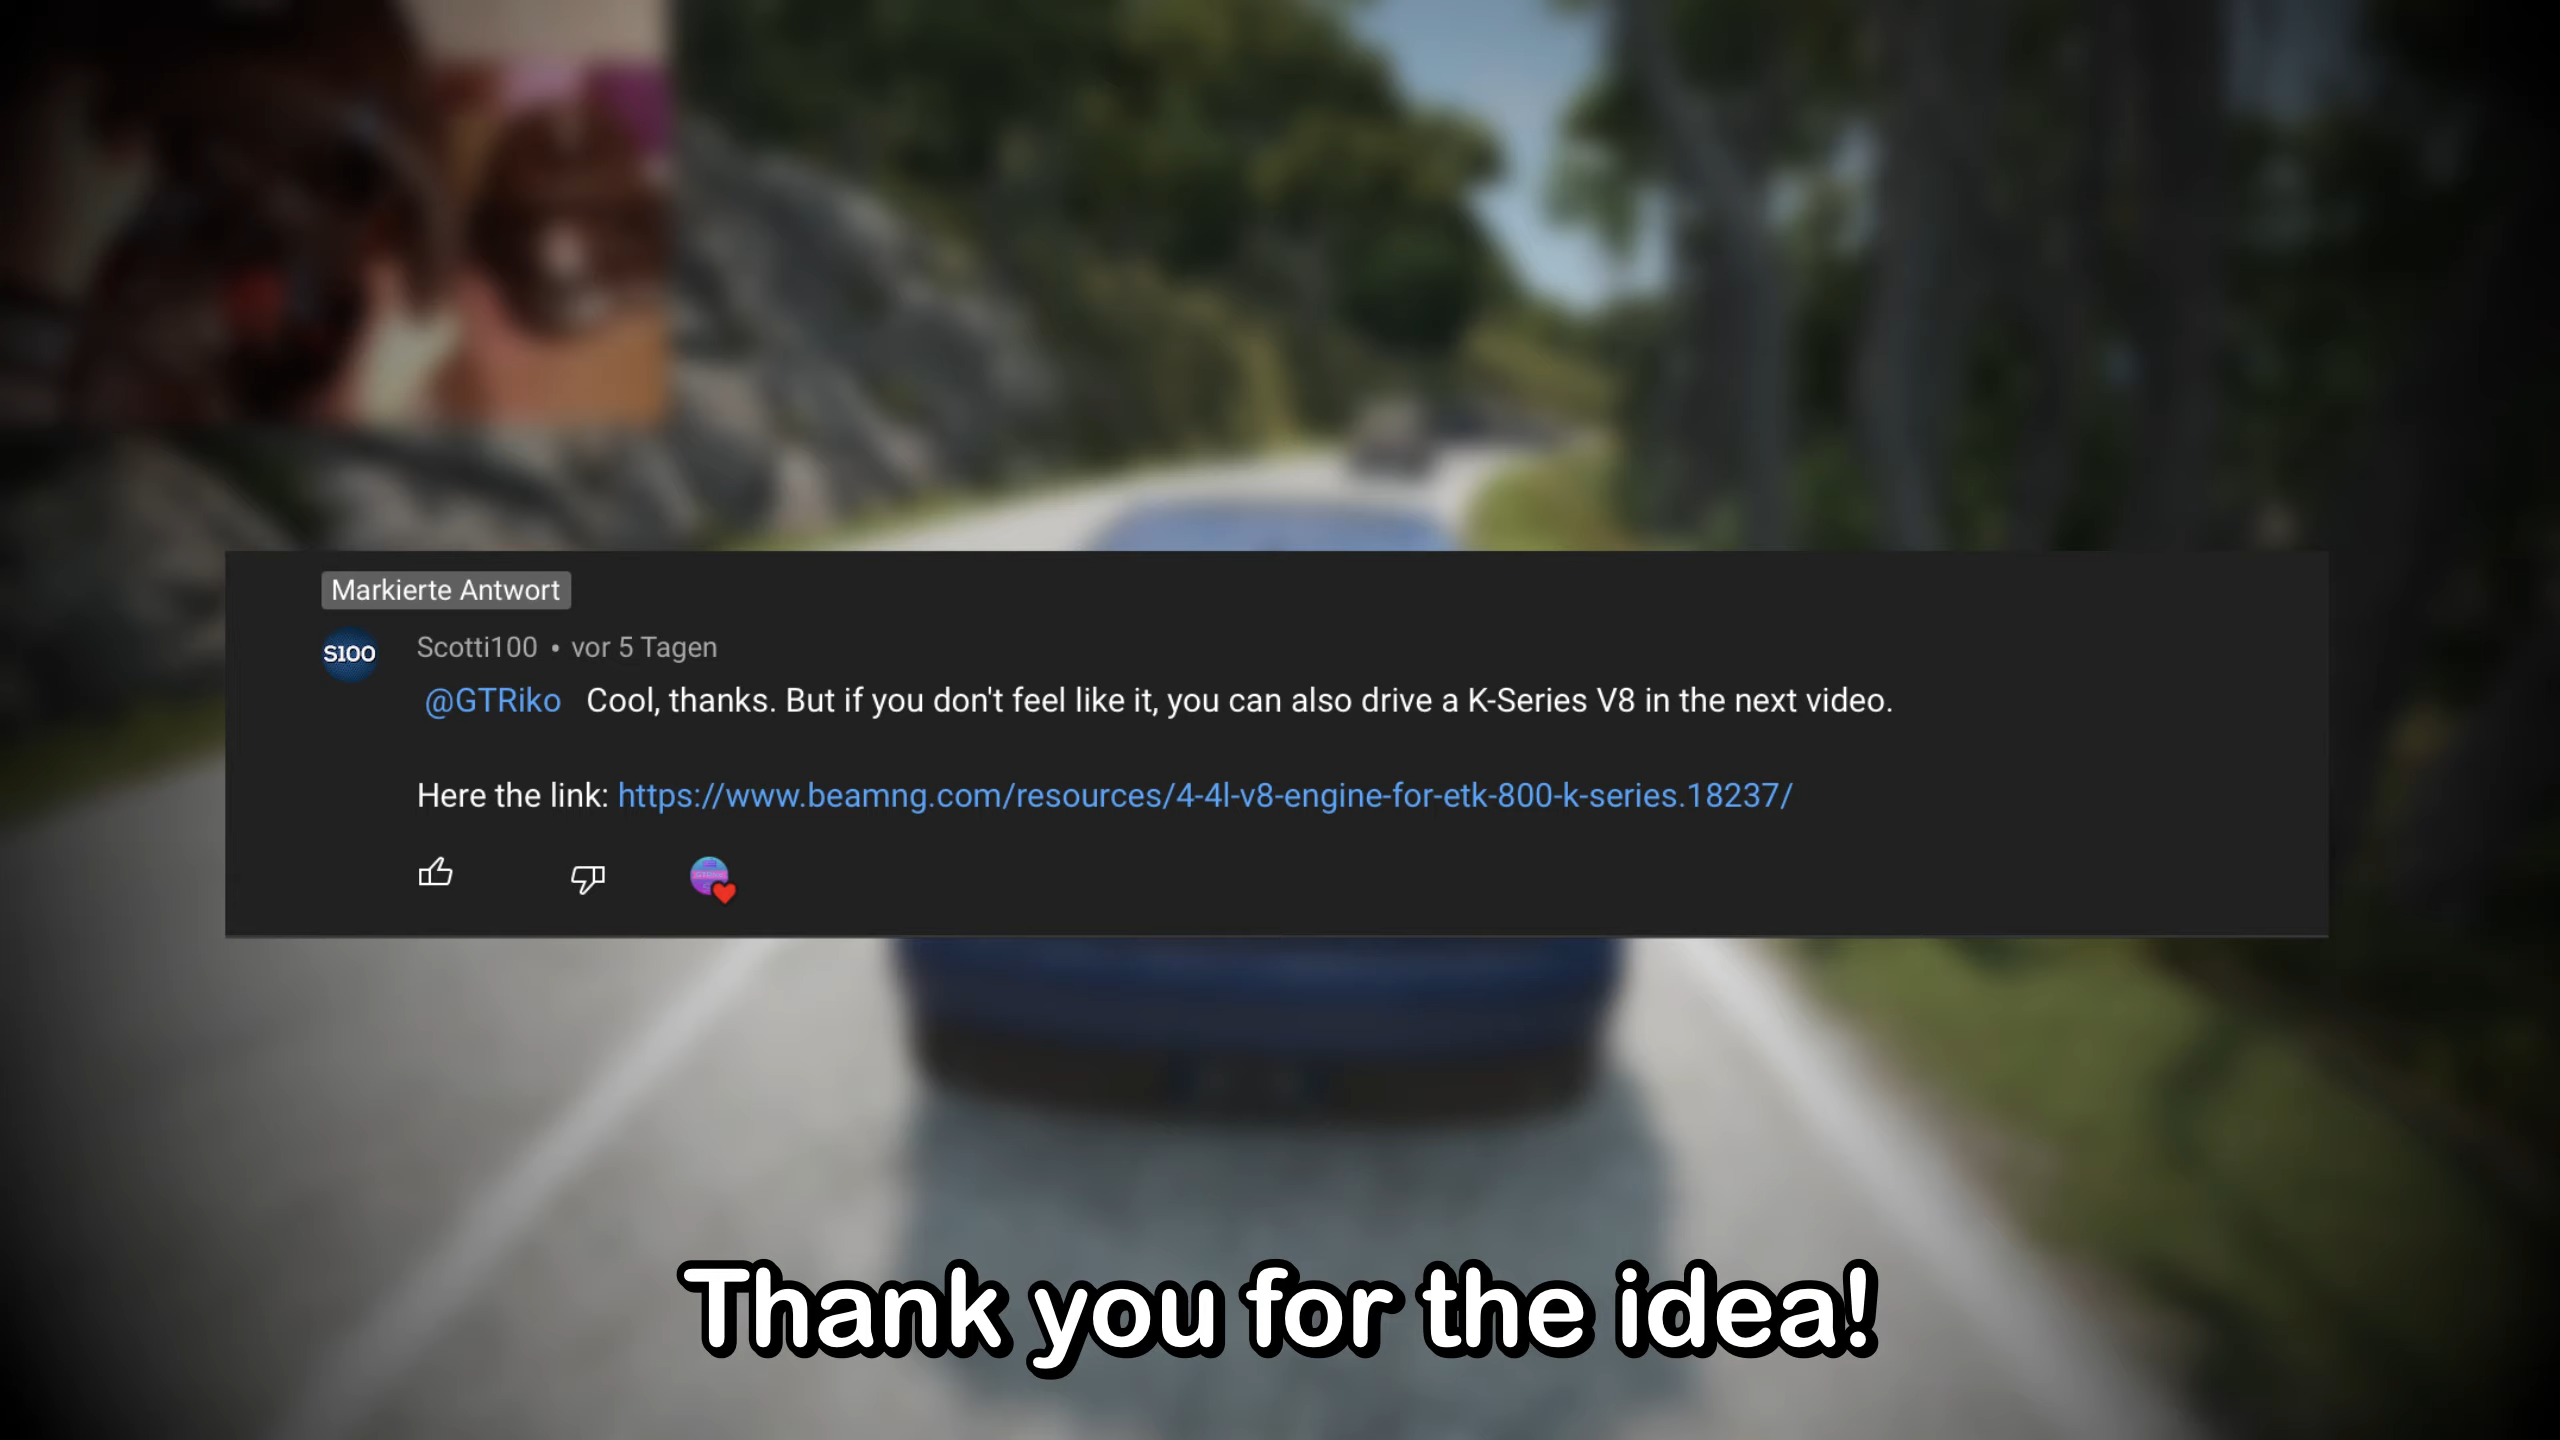 Markierte Antwort
S100
Scotti100 • vor 5 Tagen
@GTRiko Cool, thanks. But if you don't feel like it, you can also drive a K-Series V8 in the next video.
Here the link: https://www.beamng.com/resources/4-4l-v8-engine-for-etk-800-k-series.18237/
Thank you for the idea!